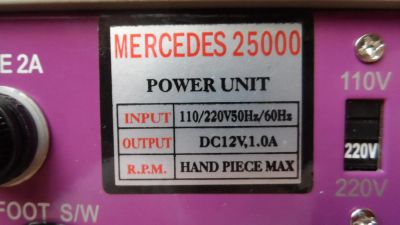 MERCEDES 25000
POWER UNIT
INPUT 110/220V50Hz/60Hz
OUTPUT DC12V,1.0A
R.P.M. HAND PIECE MAX
E 2A
FOOT S/W
110V
220V
220V